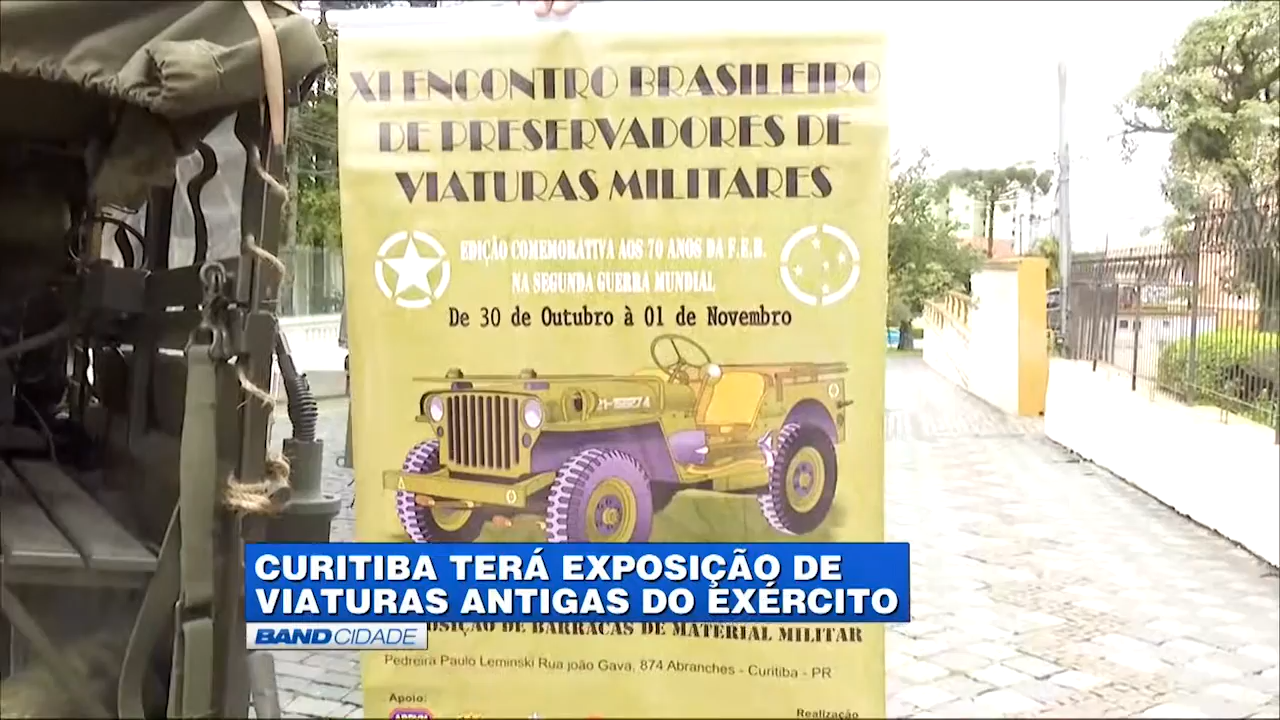 XI ENCONTRO BRASILEIRO
DE PRESERVADORES DE
VIATURAS MILITARES
EDIÇÃO COMEMORATIVA AOS 70 ANOS DA F.E.B.
NA SEGUNDA GUERRA MUNDIAL
De 30 de Outubro à 01 de Novembro
CURITIBA TERÁ EXPOSIÇÃO DE
VIATURAS ANTIGAS DO EXÉRCITO
BAND CIDADE
DE BARRACAS DE MATERIAL MILITAR
Pedreira Paulo Leminski Rua joão Gava, 874 Abranches - Curitiba - PR
Apoio:
Realização